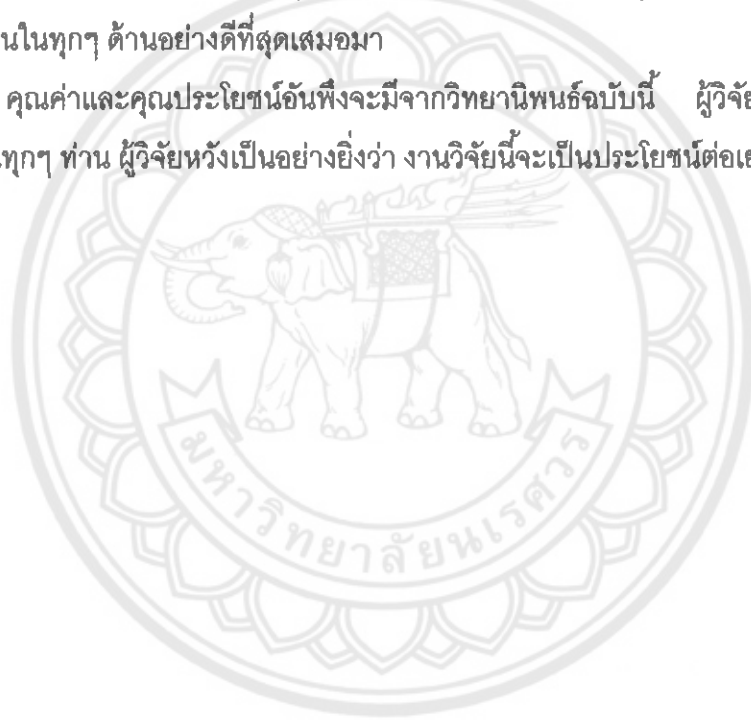 นในทุกๆ ด้านอย่างดีที่สุดเสมอมา
คุณค่าและคุณประโยชน์อันพึงจะมีจากวิทยานิพนธ์ฉบับนี้ ผู้วิจัย
ทุกๆ ท่าน ผู้วิจัยหวังเป็นอย่างยิ่งว่า งานวิจัยนี้จะเป็นประโยชน์ต่อ
มหาวิทยาลัยนเรศวร